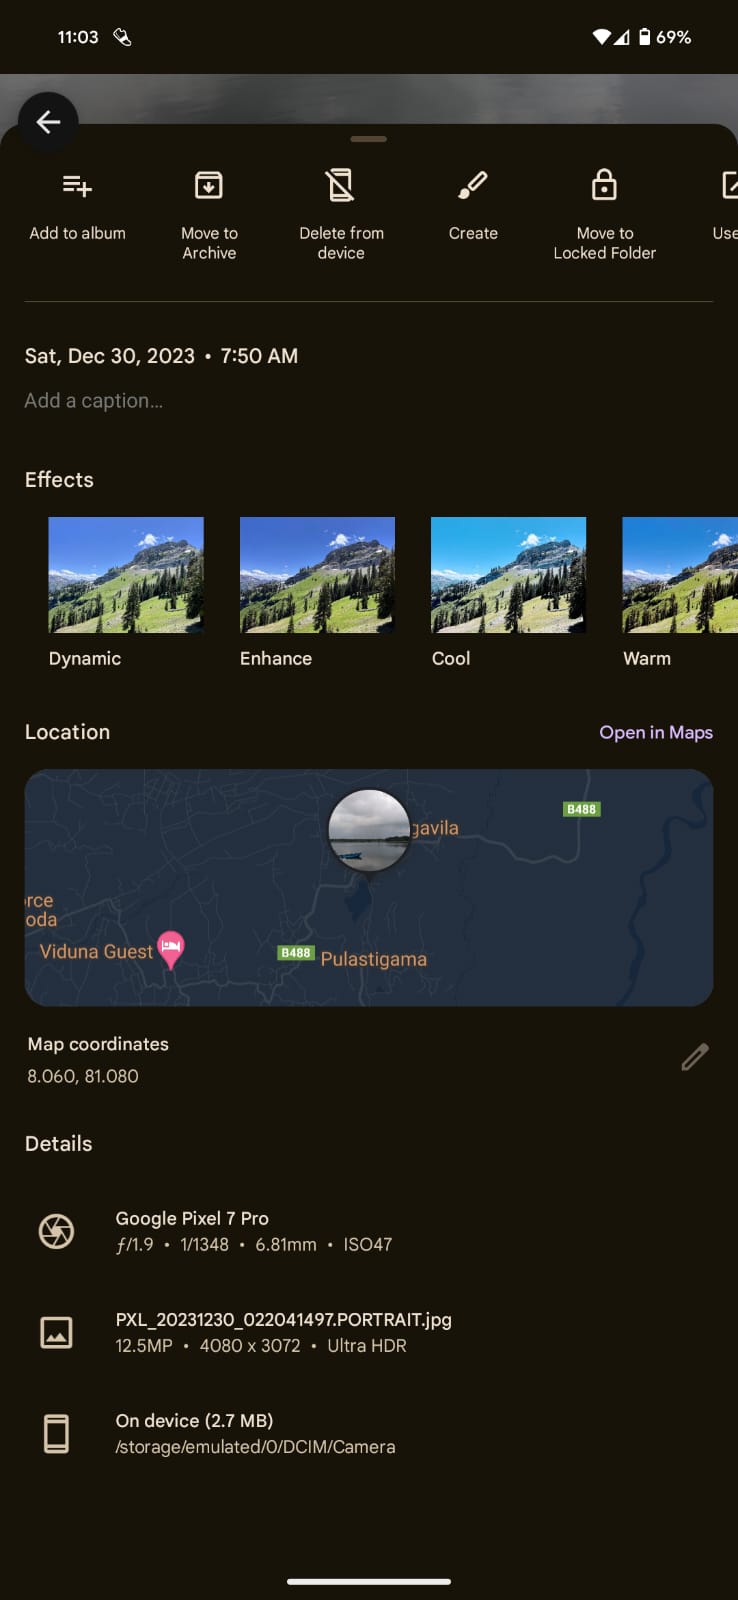 11:03 69%
Add to album
Move to
Archive
Delete from
device
Create
Move to
Locked Folder
Use
Sat, Dec 30, 2023 • 7:50 AM
Add a caption...
Effects
Dynamic Enhance Cool Warm
Location Open in Maps
B488
gavila
rce
oda
Viduna Guest
B488
Pulastigama
Map coordinates
8.060, 81.080
Details
Google Pixel 7 Pro
ƒ/1.9 • 1/1348 • 6.81mm • ISO47
PXL_20231230_022041497.PORTRAIT.jpg
12.5MP • 4080 x 3072 • Ultra HDR
On device (2.7 MB)
/storage/emulated/0/DCIM/Camera